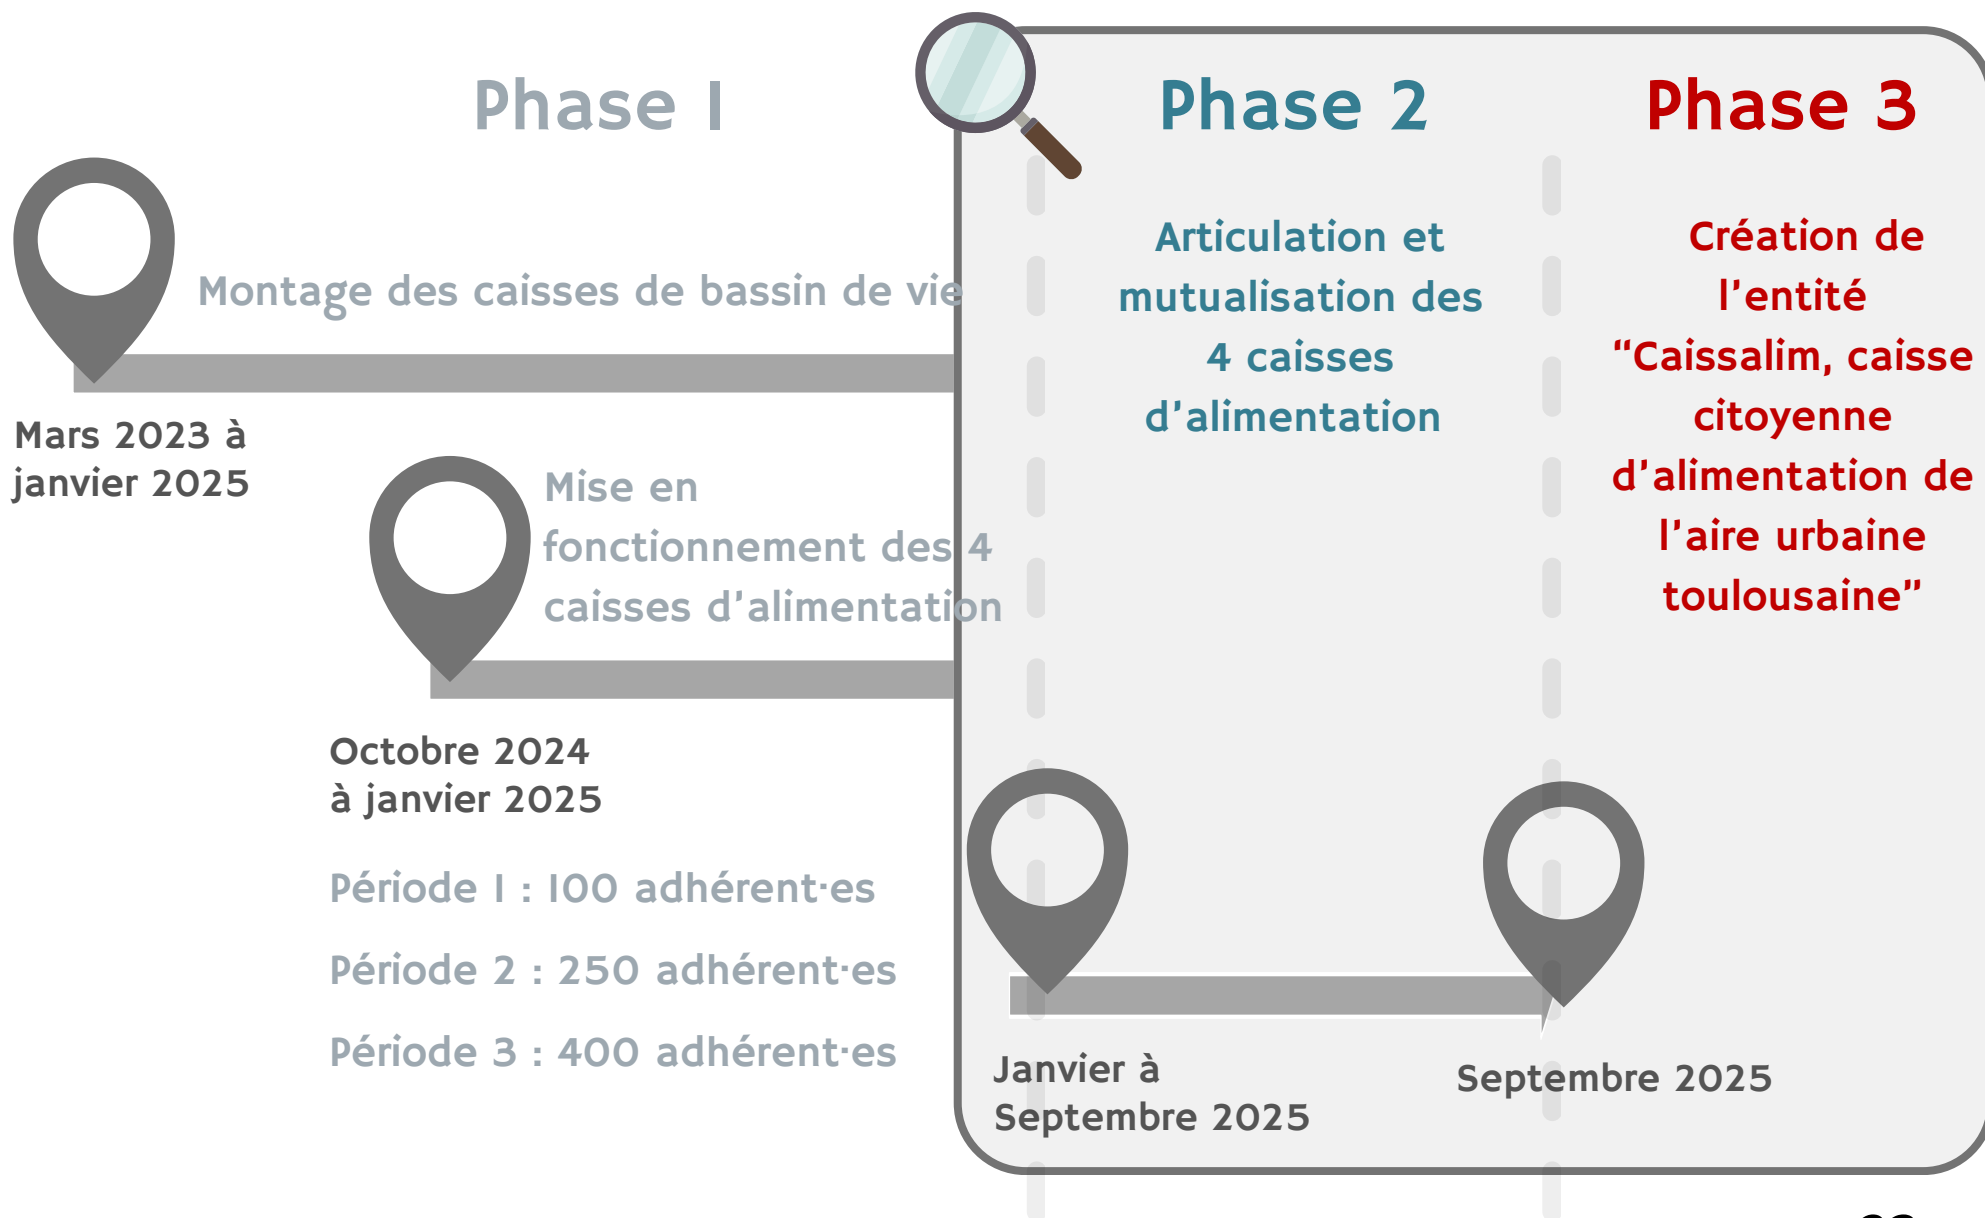 Phase 1
Montage des caisses de bassin de vie
Mars 2023 à
janvier 2025
Mise en
fonctionnement des 4
caisses d'alimentation
Octobre 2024
à janvier 2025
Période 1 : 100 adhérent·es
Période 2 : 250 adhérent·es
Période 3 : 400 adhérent·es
Phase 2
Articulation et
mutualisation des
4 caisses
d'alimentation
Janvier à
Septembre 2025
Phase 3
Création de
l'entité
“Caissalim, caisse
citoyenne
d'alimentation de
l'aire urbaine
toulousaine”
Septembre 2025